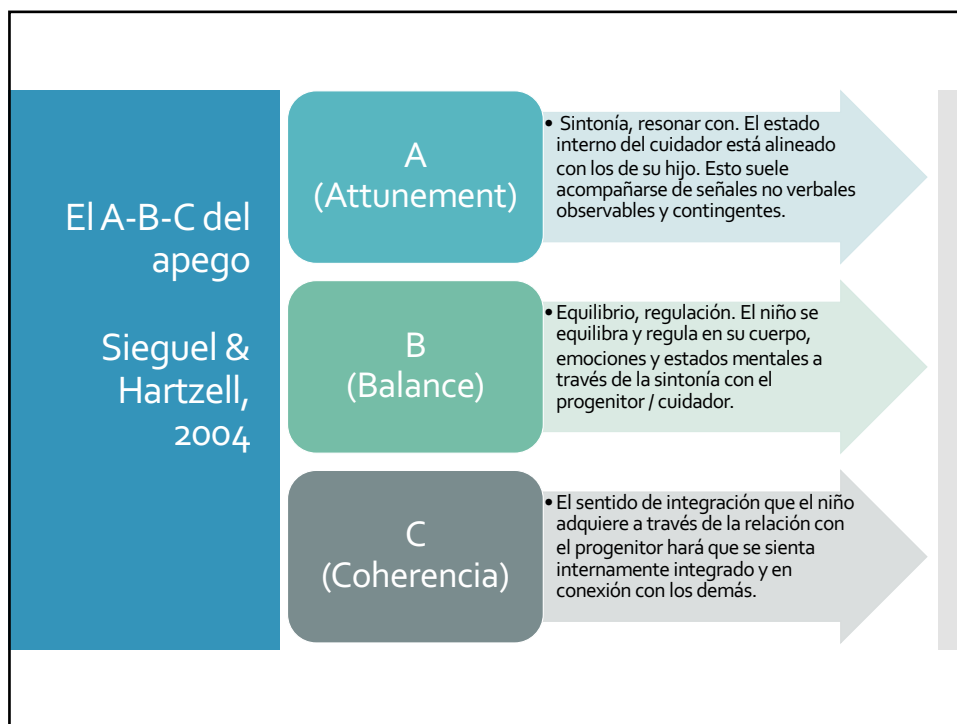 El A-B-C del
apego
Sieguel &
Hartzell,
2004
A
(Attunement)
• Sintonía, resonar con. El estado
interno del cuidador está alineado
con los de su hijo. Esto suele
acompañarse de señales no verbales
observables y contingentes.
B
(Balance)
• Equilibrio, regulación. El niño se
equilibra y regula en su cuerpo,
emociones y estados mentales a
través de la sintonía con el
progenitor / cuidador.
C
(Coherencia)
• El sentido de integración que el niño
adquiere a través de la relación con
el progenitor hará que se sienta
internamente integrado y en
conexión con los demás.